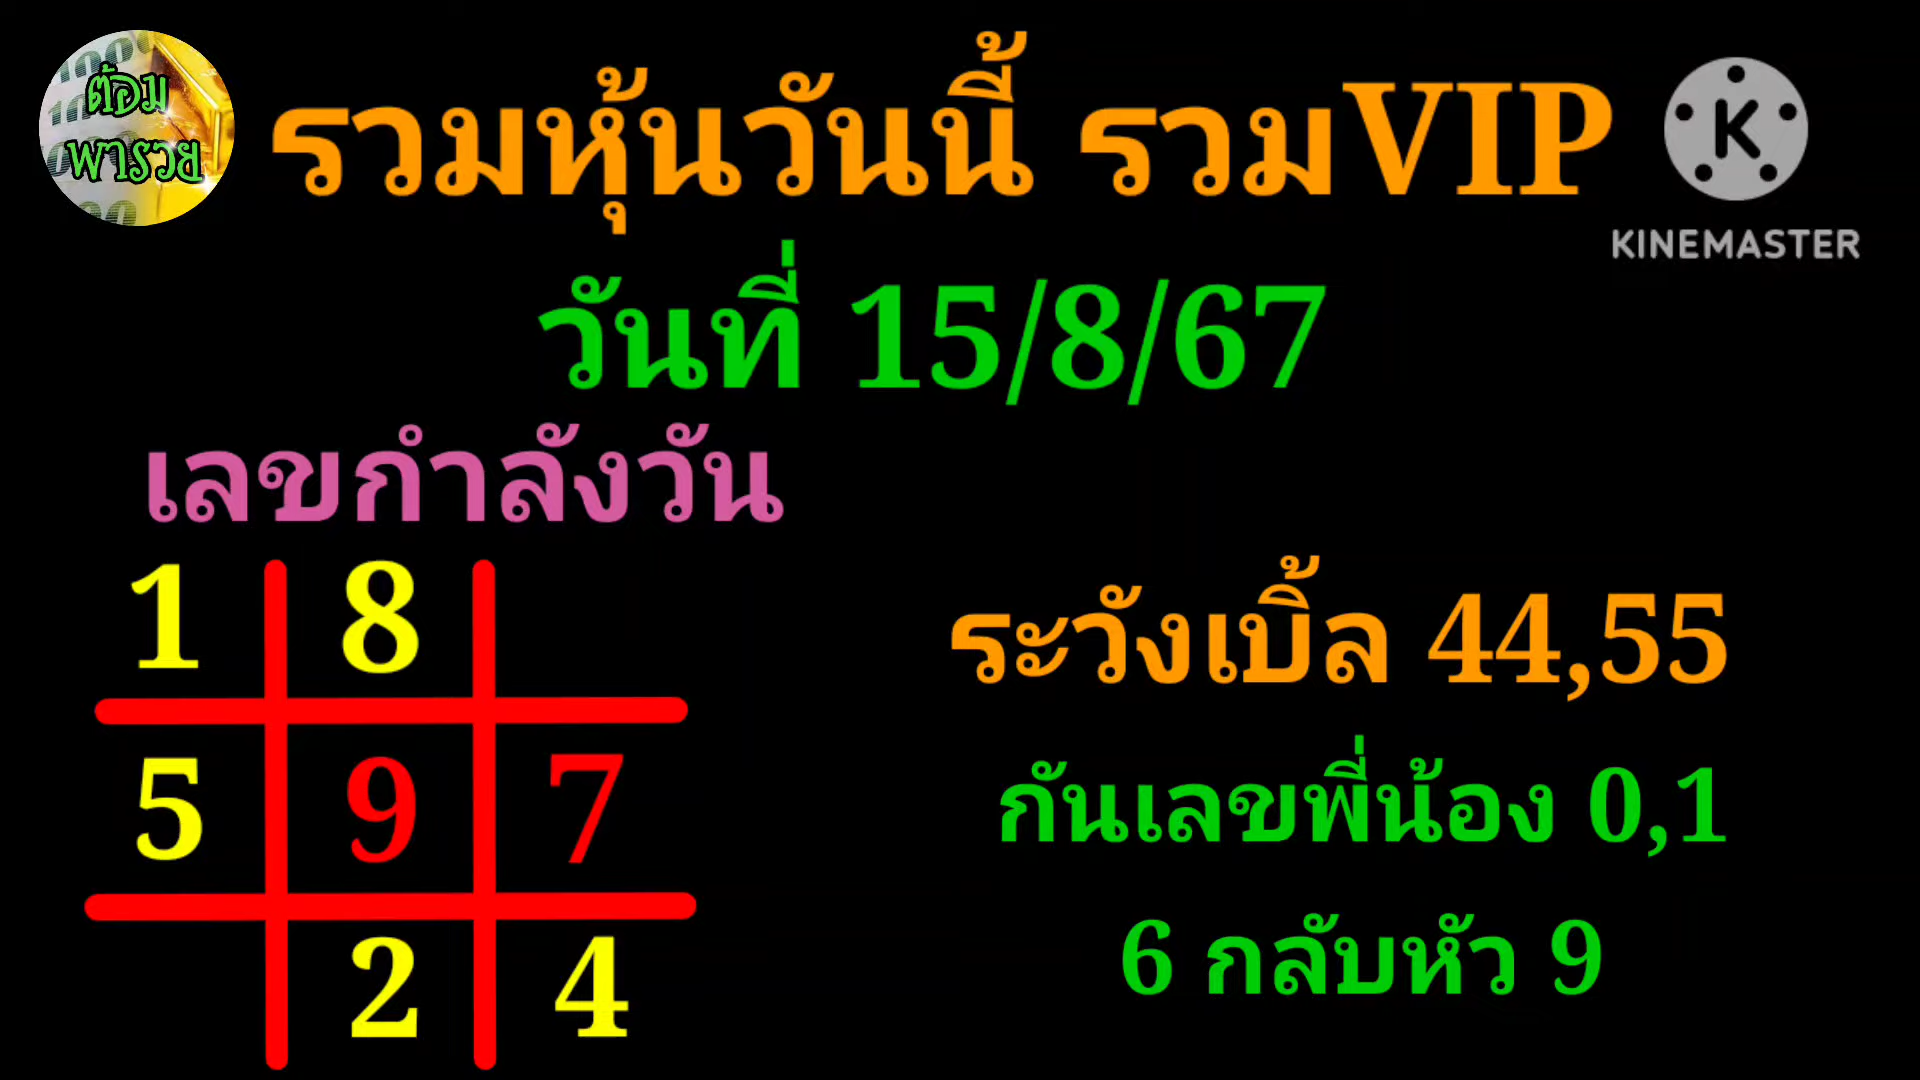 ต้อม
พารวย
รวมหุ้นวันนี้ รวมVIP
K
KINEMASTER
วันที่ 15/8/67
เลขกำลังวัน
1 8
5 9 7
2 4
ระวังเบิ้ล 44,55
กันเลขพี่น้อง 0,1
6 กลับหัว 9